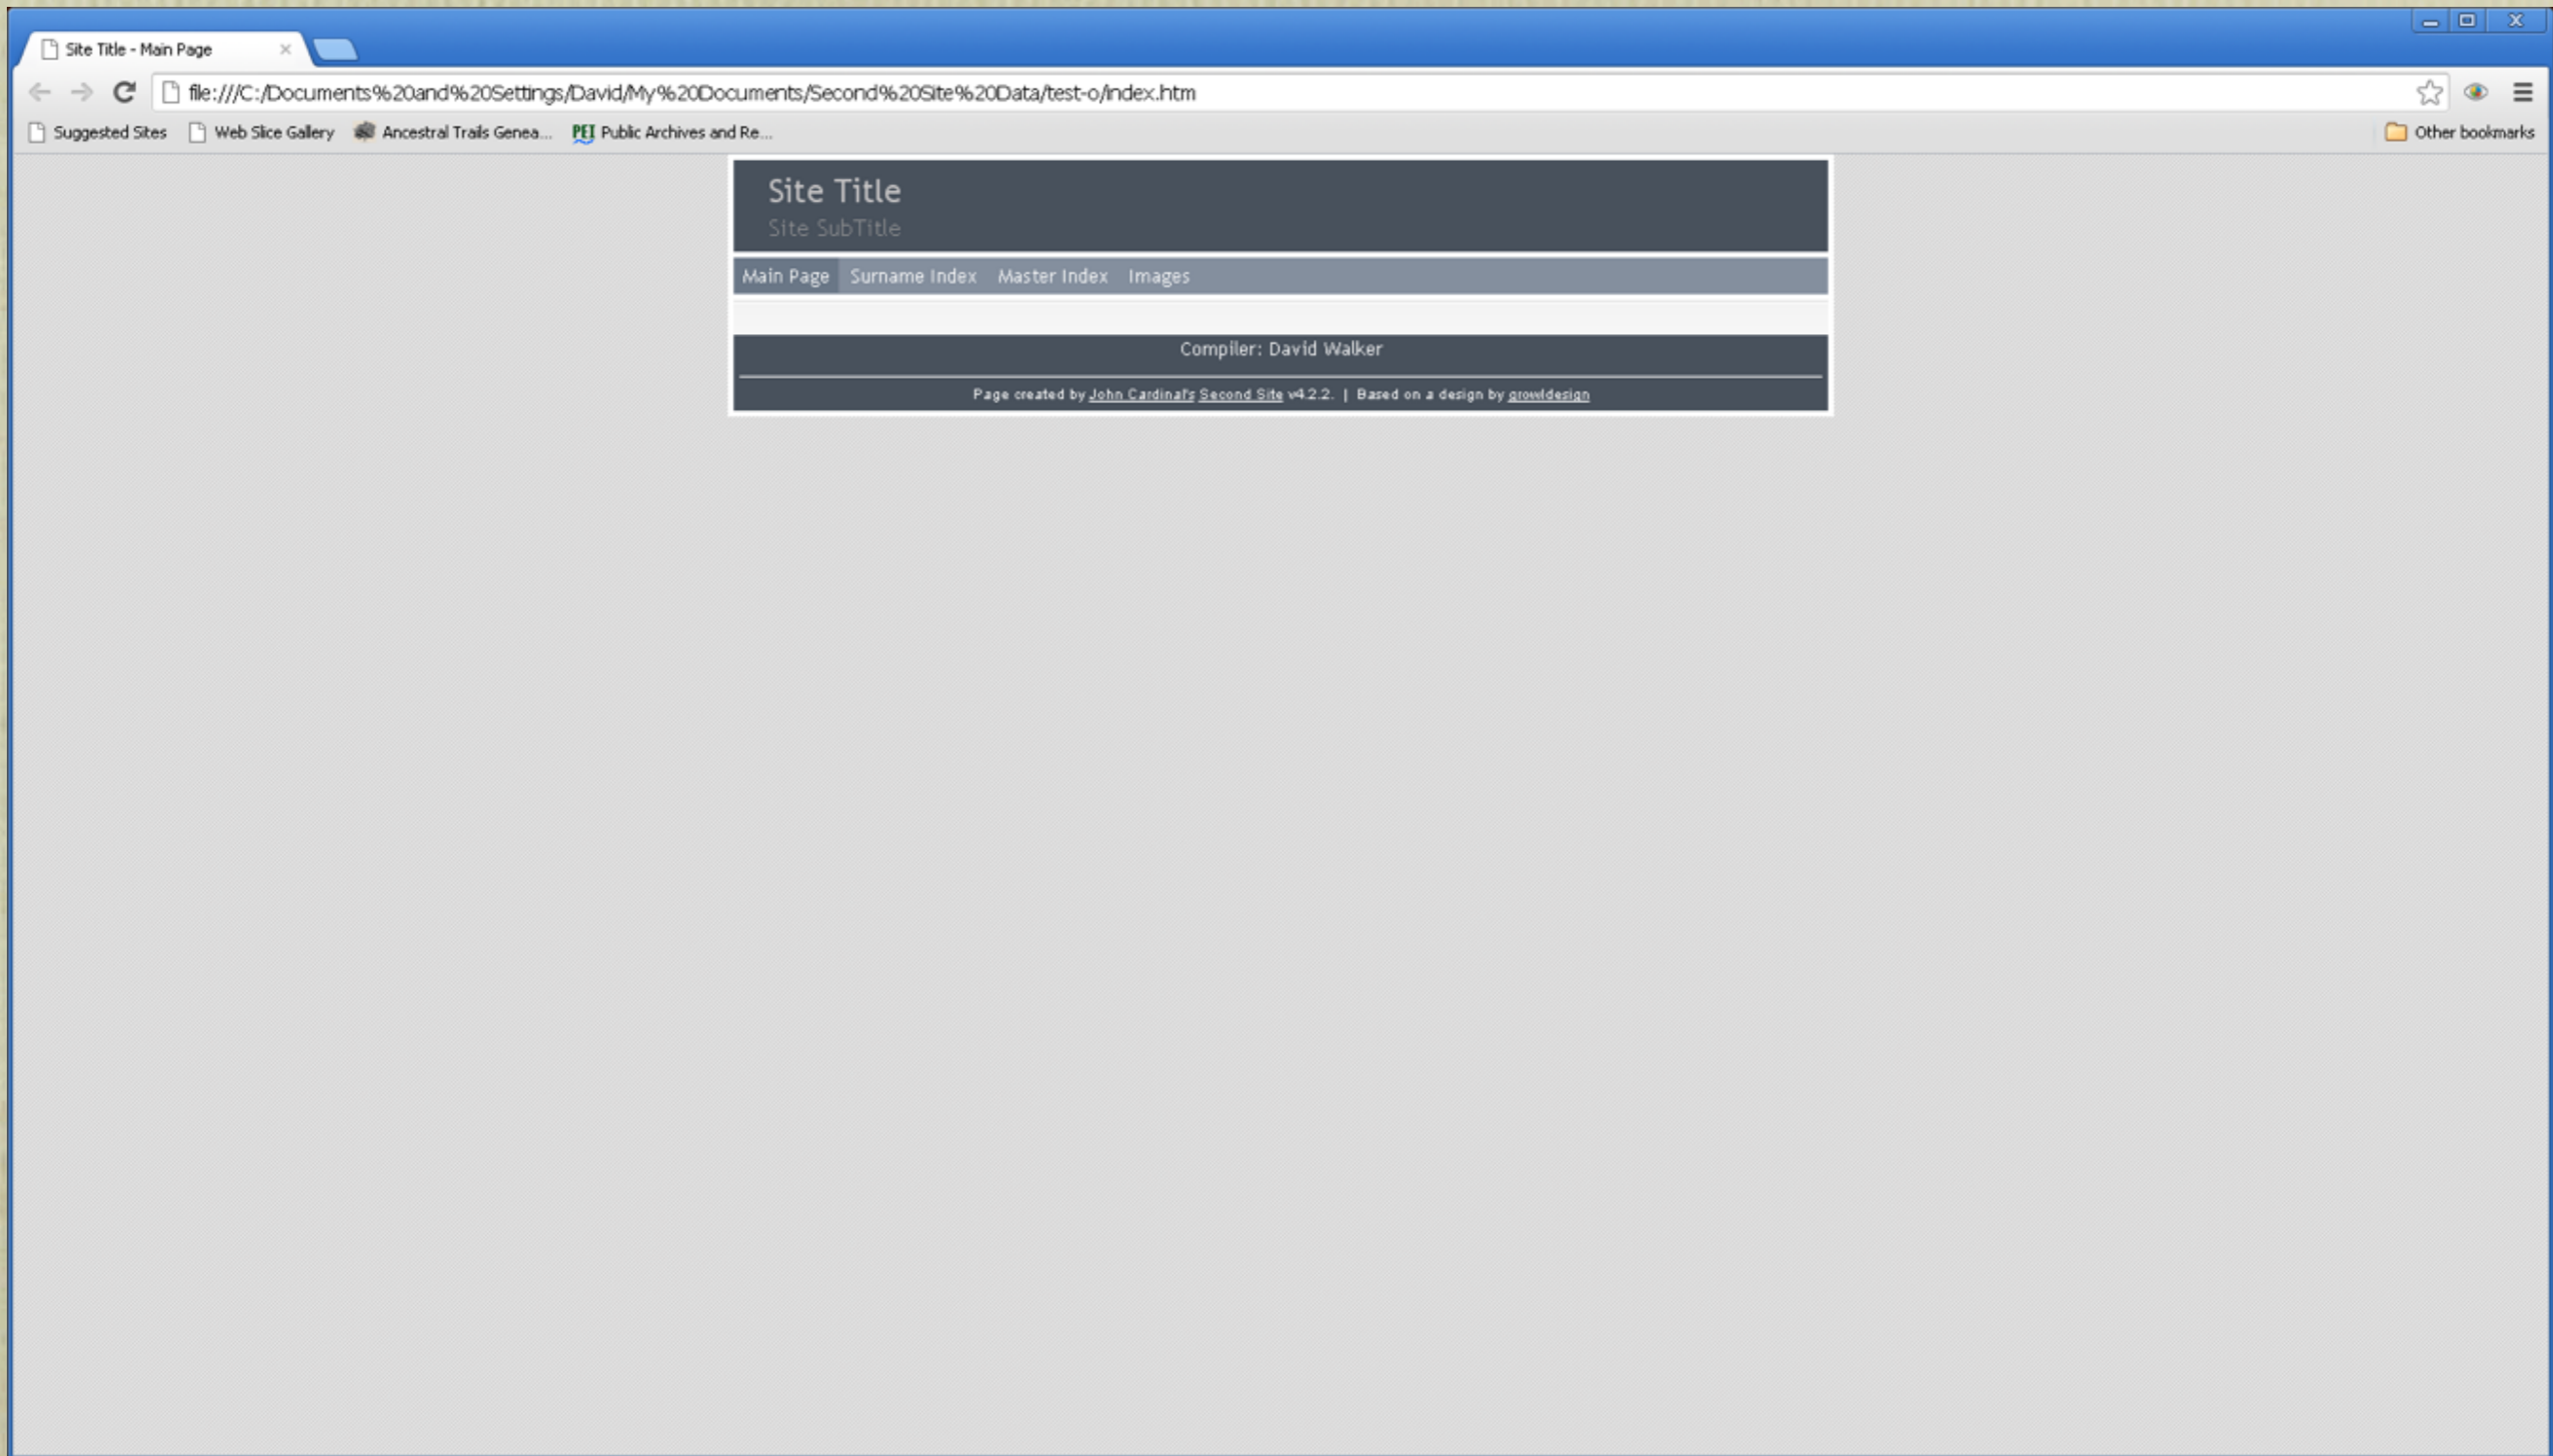 Site Title - Main Page
file:///C:/Documents%20and%20Settings/David/My%20Documents/Second%20Site%20Data/test-o/index.htm
Suggested Sites Web Slice Gallery Ancestral Trails Genea... PEI Public Archives and Re... Other bookmarks
Site Title
Site SubTitle
Main Page Surname Index Master Index Images
Compiler: David Walker
Page created by John Cardinal's Second Site v4.2.2. | Based on a design by growldesign